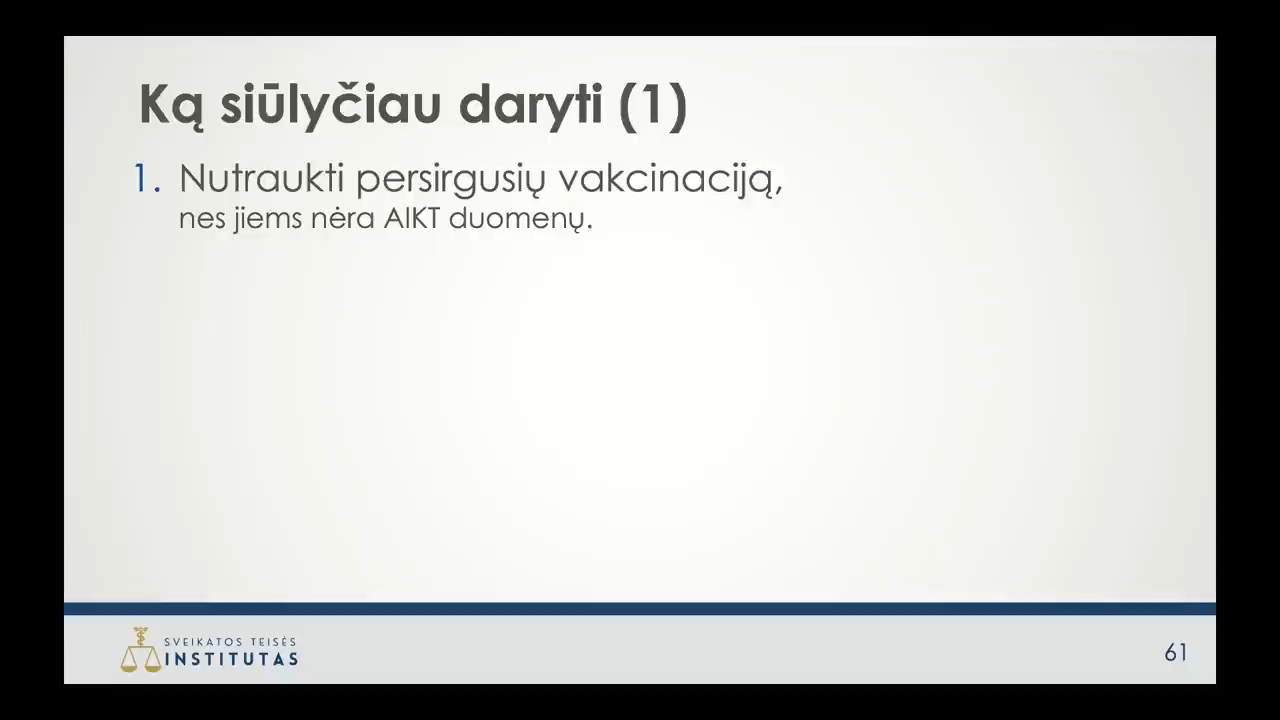 Ką siūlyčiau daryti (1)
1. Nutraukti persirgusių vakcinaciją,
nes jiems nėra AIKT duomenų.
SVEIKATOS TEISĖS
INSTITUTAS
61